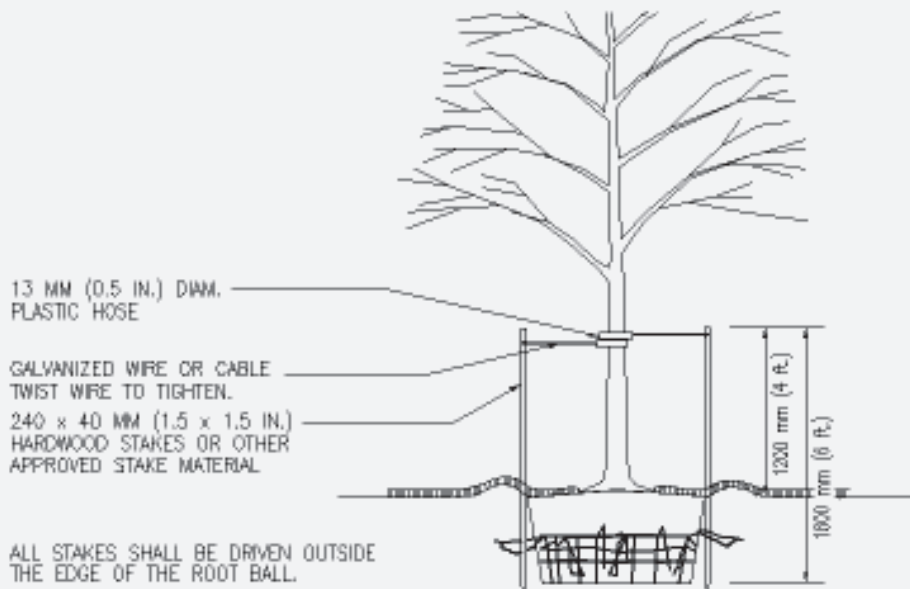 13 MM (0.5 IN.) DIAM.
PLASTIC HOSE
GALVANIZED WIRE OR CABLE
TWIST WIRE TO TIGHTEN.
240 x 40 MM (1.5 x 1.5 IN.)
HARDWOOD STAKES OR OTHER
APPROVED STAKE MATERIAL
ALL STAKES SHALL BE DRIVEN OUTSIDE
THE EDGE OF THE ROOT BALL.
1200 mm (4 ft.)
1800 mm (6 ft.)